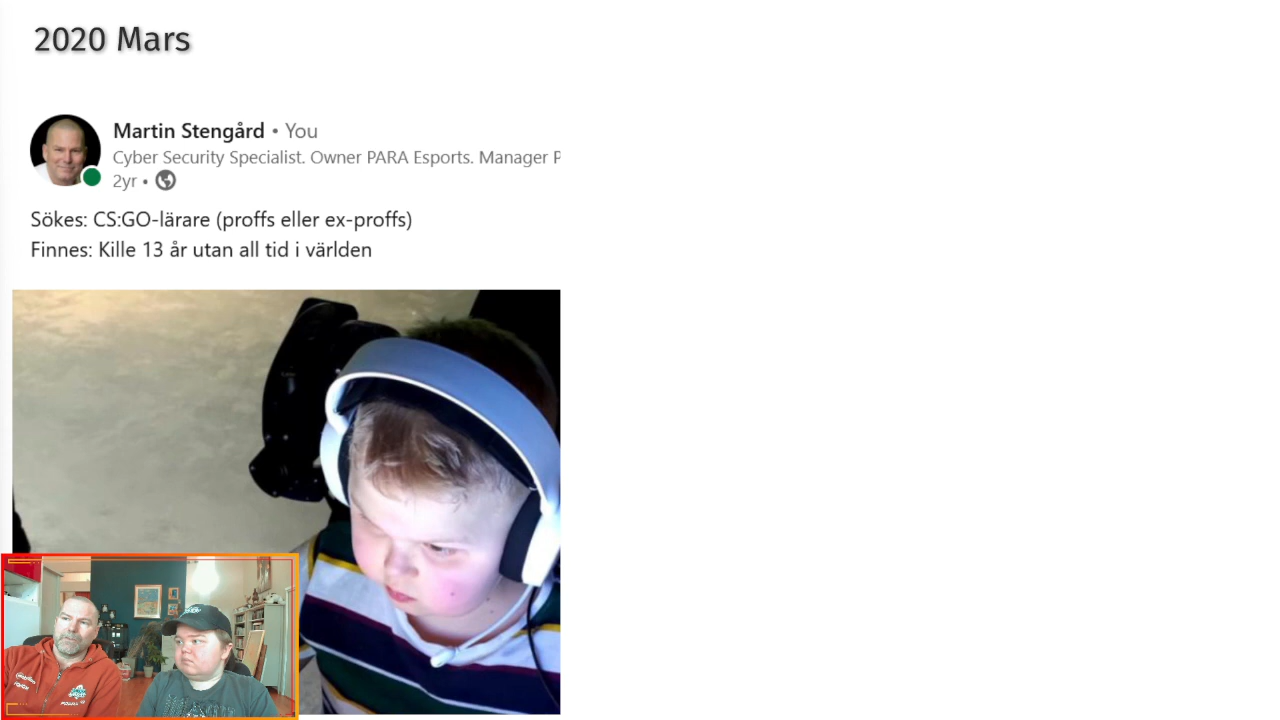 2020 Mars
Martin Stengård • You
Cyber Security Specialist. Owner PARA Esports. Manager P
2yr •
Sökes: CS:GO-lärare (proffs eller ex-proffs)
Finnes: Kille 13 år utan all tid i världen